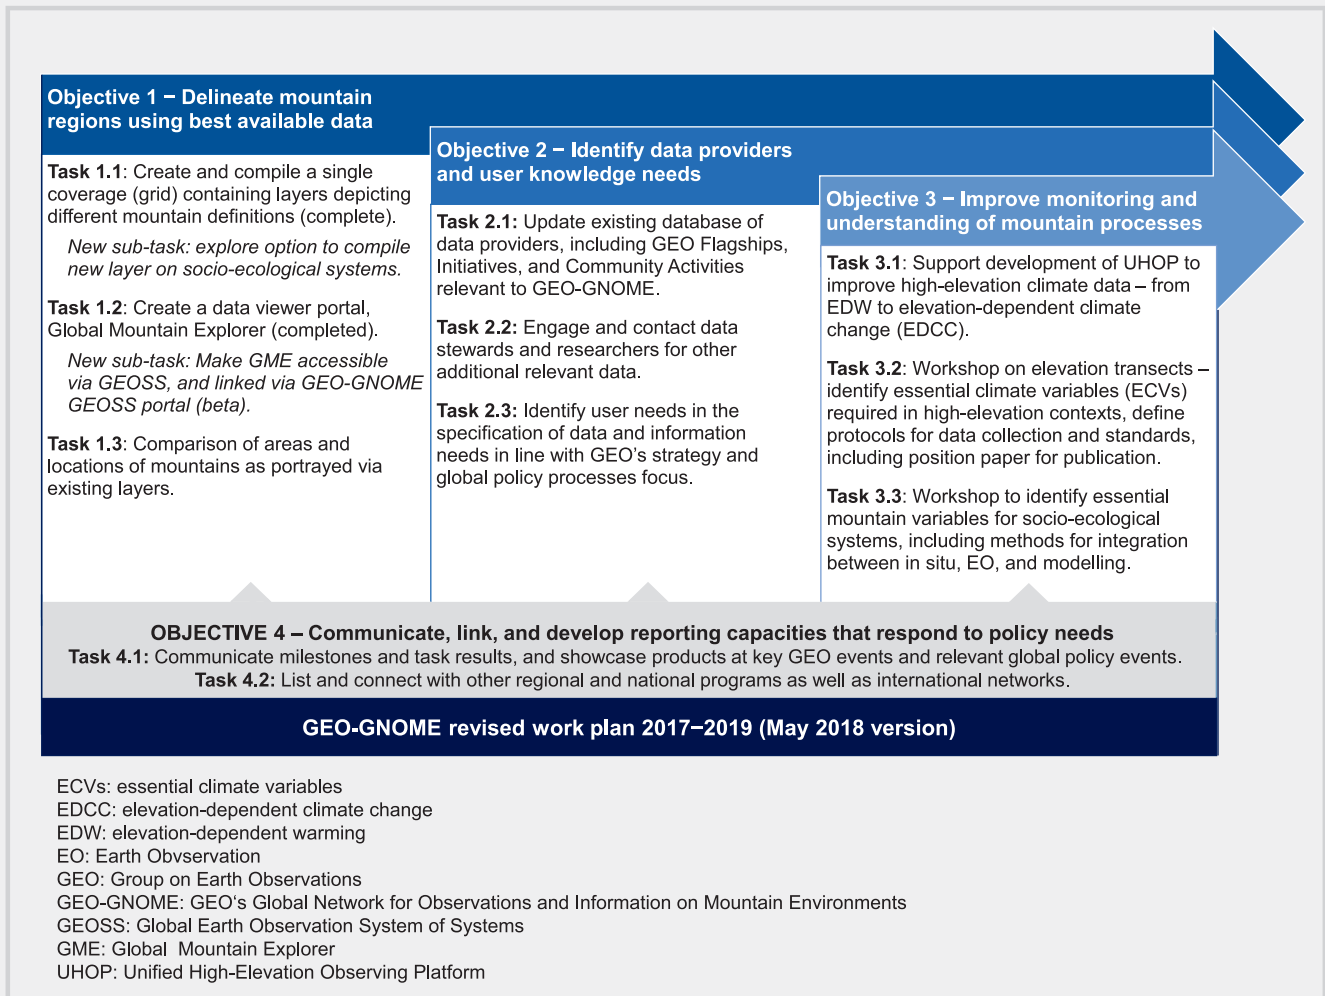 Objective 1 – Delineate mountain
regions using best available data
Task 1.1: Create and compile a single
coverage (grid) containing layers depicting
different mountain definitions (complete).
New sub-task: explore option to compile
new layer on socio-ecological systems.
Task 1.2: Create a data viewer portal,
Global Mountain Explorer (completed).
New sub-task: Make GME accessible
via GEOSS, and linked via GEO-GNOME
GEOSS portal (beta).
Task 1.3: Comparison of areas and
locations of mountains as portrayed via
existing layers.
Objective 2 – Identify data providers
and user knowledge needs
Task 2.1: Update existing database of
data providers, including GEO Flagships,
Initiatives, and Community Activities
relevant to GEO-GNOME.
Task 2.2: Engage and contact data
stewards and researchers for other
additional relevant data.
Task 2.3: Identify user needs in the
specification of data and information
needs in line with GEO’s strategy and
global policy processes focus.
Objective 3 – Improve monitoring and
understanding of mountain processes
Task 3.1: Support development of UHOP to
improve high-elevation climate data – from
EDW to elevation-dependent climate
change (EDCC).
Task 3.2: Workshop on elevation transects –
identify essential climate variables (ECVs)
required in high-elevation contexts, define
protocols for data collection and standards,
including position paper for publication.
Task 3.3: Workshop to identify essential
mountain variables for socio-ecological
systems, including methods for integration
between in situ, EO, and modelling.
OBJECTIVE 4 – Communicate, link, and develop reporting capacities that respond to policy needs
Task 4.1: Communicate milestones and task results, and showcase products at key GEO events and relevant global policy events.
Task 4.2: List and connect with other regional and national programs as well as international networks.
GEO-GNOME revised work plan 2017–2019 (May 2018 version)
ECVs: essential climate variables
EDCC: elevation-dependent climate change
EDW: elevation-dependent warming
EO: Earth Obvservation
GEO: Group on Earth Observations
GEO-GNOME: GEO‘s Global Network for Observations and Information on Mountain Environments
GEOSS: Global Earth Observation System of Systems
GME: Global Mountain Explorer
UHOP: Unified High-Elevation Observing Platform